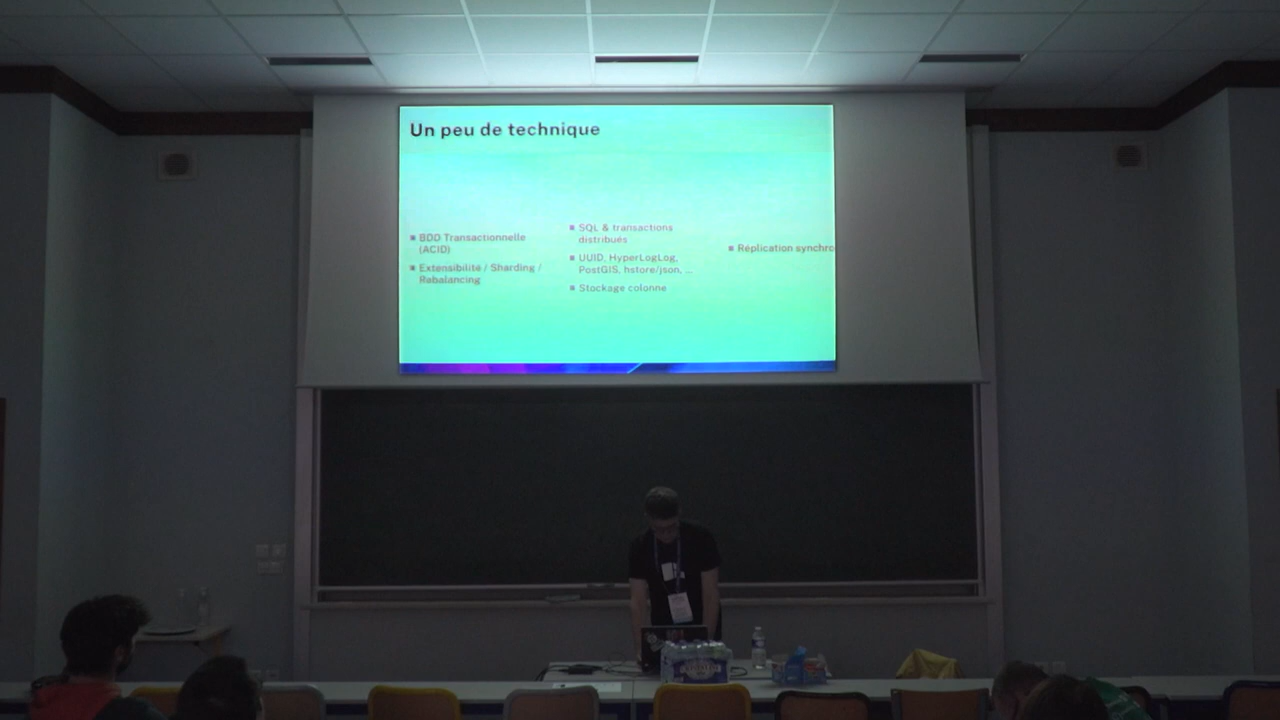 Un peu de technique
▪ BDD Transactionnelle
(ACID)
▪ Extensibilité / Sharding /
Rabalancing
▪ SQL & transactions
distribués
▪ UUID, HyperLogLog,
PostGIS, hstore/json, ...
▪ Stockage colonne
▪ Réplication synchro